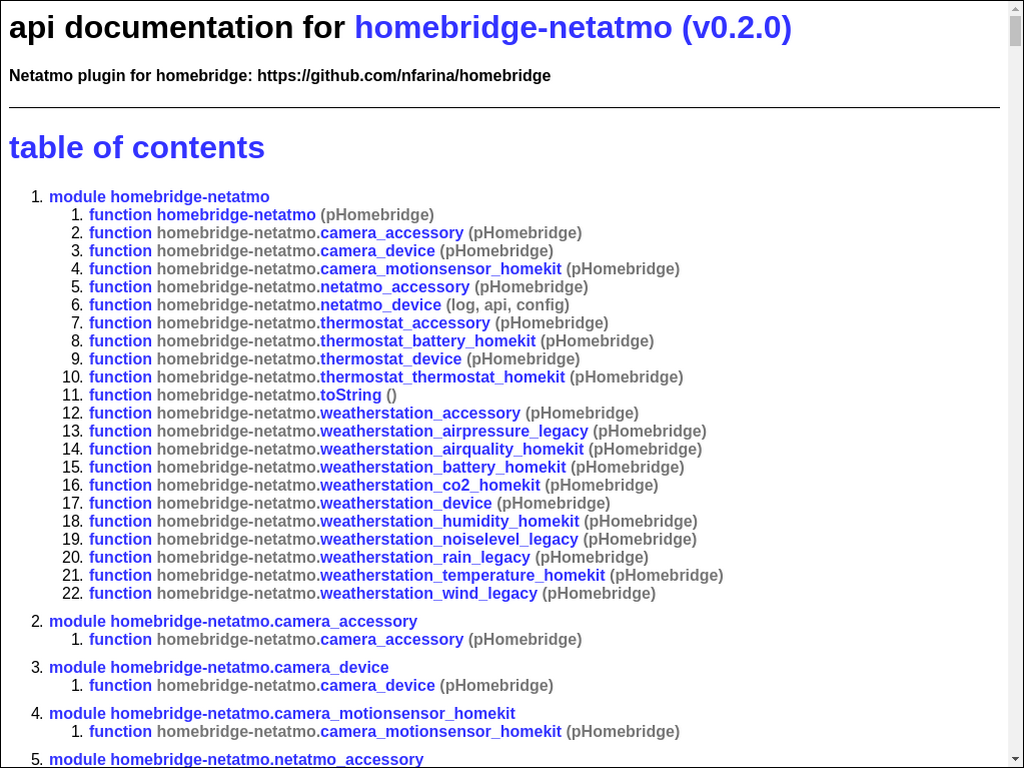 api documentation for homebridge-netatmo (v0.2.0)
Netatmo plugin for homebridge: https://github.com/nfarina/homebridge
table of contents
1. module homebridge-netatmo
1. function homebridge-netatmo (pHomebridge)
2. function homebridge-netatmo.camera_accessory (pHomebridge)
3. function homebridge-netatmo.camera_device (pHomebridge)
4. function homebridge-netatmo.camera_motionsensor_homekit (pHomebridge)
5. function homebridge-netatmo.netatmo_accessory (pHomebridge)
6. function homebridge-netatmo.netatmo_device (log, api, config)
7. function homebridge-netatmo.thermostat_accessory (pHomebridge)
8. function homebridge-netatmo.thermostat_battery_homekit (pHomebridge)
9. function homebridge-netatmo.thermostat_device (pHomebridge)
10. function homebridge-netatmo.thermostat_thermostat_homekit (pHomebridge)
11. function homebridge-netatmo.toString ()
12. function homebridge-netatmo.weatherstation_accessory (pHomebridge)
13. function homebridge-netatmo.weatherstation_airpressure_legacy (pHomebridge)
14. function homebridge-netatmo.weatherstation_airquality_homekit (pHomebridge)
15. function homebridge-netatmo.weatherstation_battery_homekit (pHomebridge)
16. function homebridge-netatmo.weatherstation_co2_homekit (pHomebridge)
17. function homebridge-netatmo.weatherstation_device (pHomebridge)
18. function homebridge-netatmo.weatherstation_humidity_homekit (pHomebridge)
19. function homebridge-netatmo.weatherstation_noiselevel_legacy (pHomebridge)
20. function homebridge-netatmo.weatherstation_rain_legacy (pHomebridge)
21. function homebridge-netatmo.weatherstation_temperature_homekit (pHomebridge)
22. function homebridge-netatmo.weatherstation_wind_legacy (pHomebridge)
2. module homebridge-netatmo.camera_accessory
1. function homebridge-netatmo.camera_accessory (pHomebridge)
3. module homebridge-netatmo.camera_device
1. function homebridge-netatmo.camera_device (pHomebridge)
4. module homebridge-netatmo.camera_motionsensor_homekit
1. function homebridge-netatmo.camera_motionsensor_homekit (pHomebridge)
5. module homebridge-netatmo.netatmo_accessory